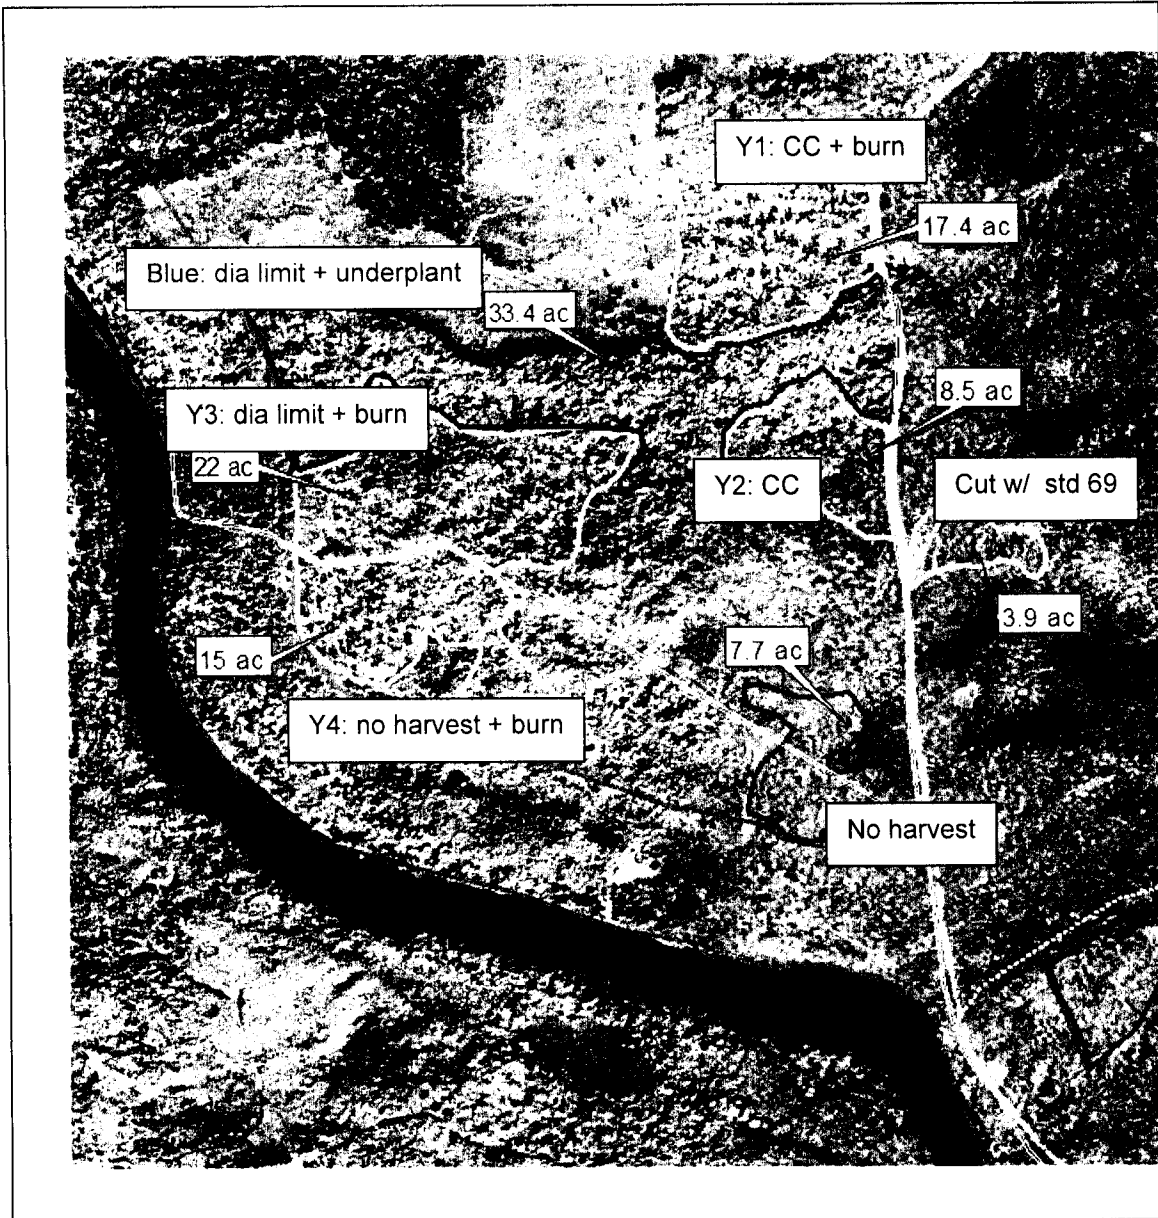 Y1: CC + burn
17.4 ac
Blue: dia limit + underplant
33.4 ac
Y3: dia limit + burn
8.5 ac
22 ac
Y2: CC
Cut w/ std 69
3.9 ac
15 ac
7.7 ac
Y4: no harvest + burn
No harvest